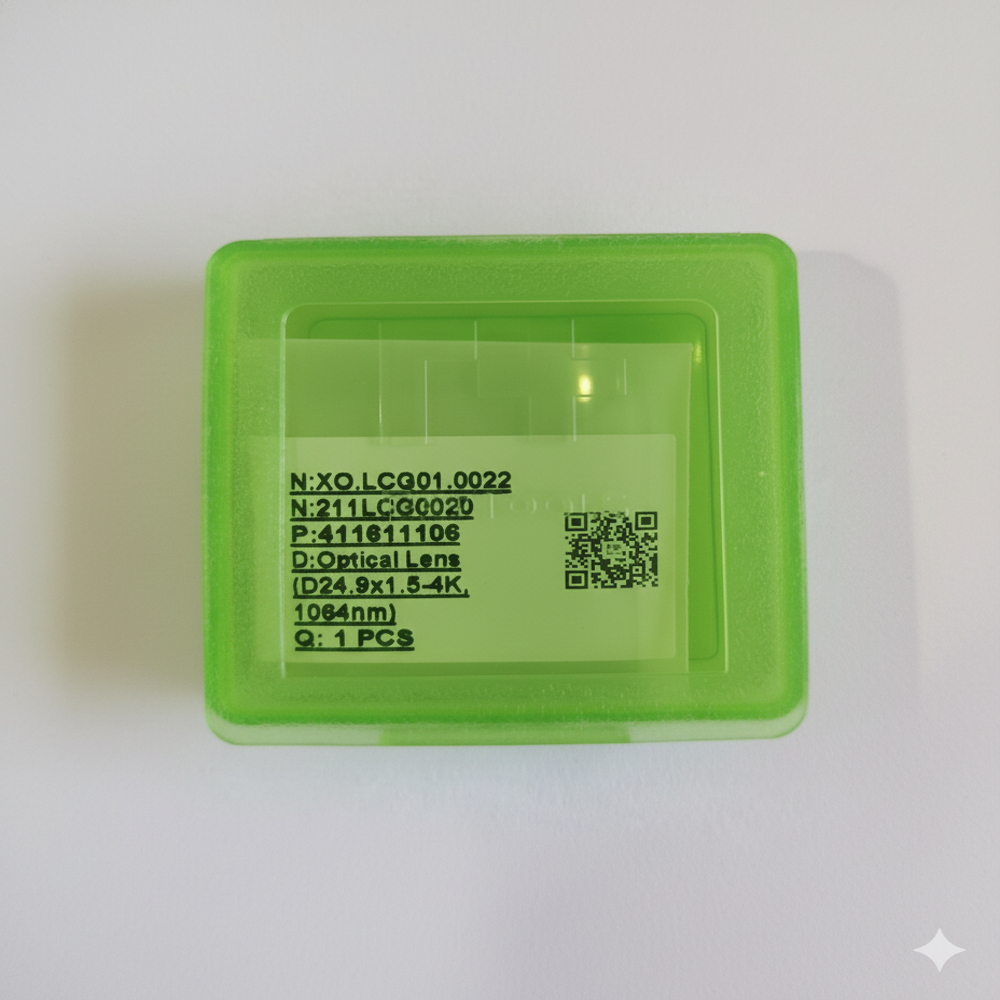 N:XO.LCG01.0022
N:211LCG0020
P:411611106
D:Optical Lens
(D24.9x1.5-4K,
1064nm)
Q: 1 PCS